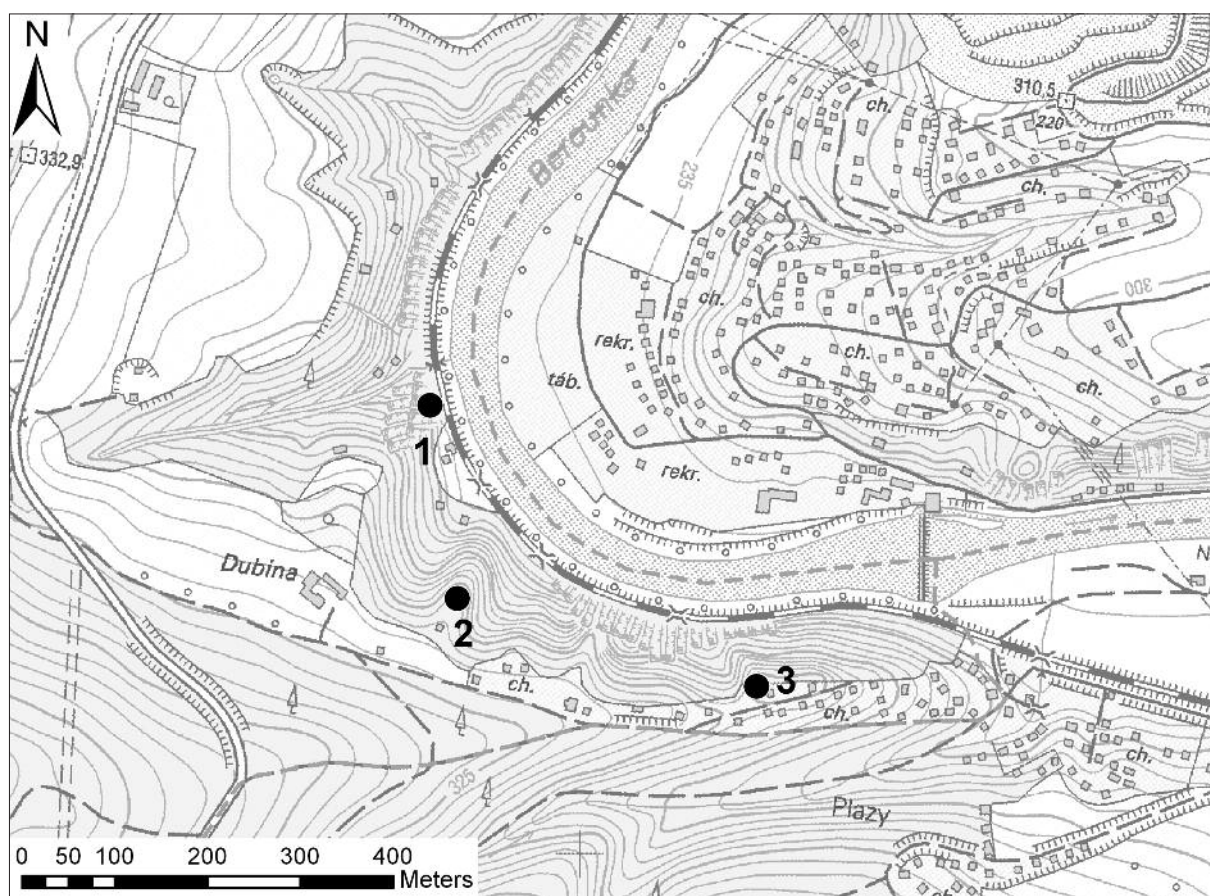 N
332,9
Berounka
235
ch.
310,5
220
ch.
300
ch.
rekr.
táb.
ch.
ch.
1
rekr.
Dubina
N
2
ch.
3
ch.
ch.
325
Plazy
0 50 100 200 300 400
Meters